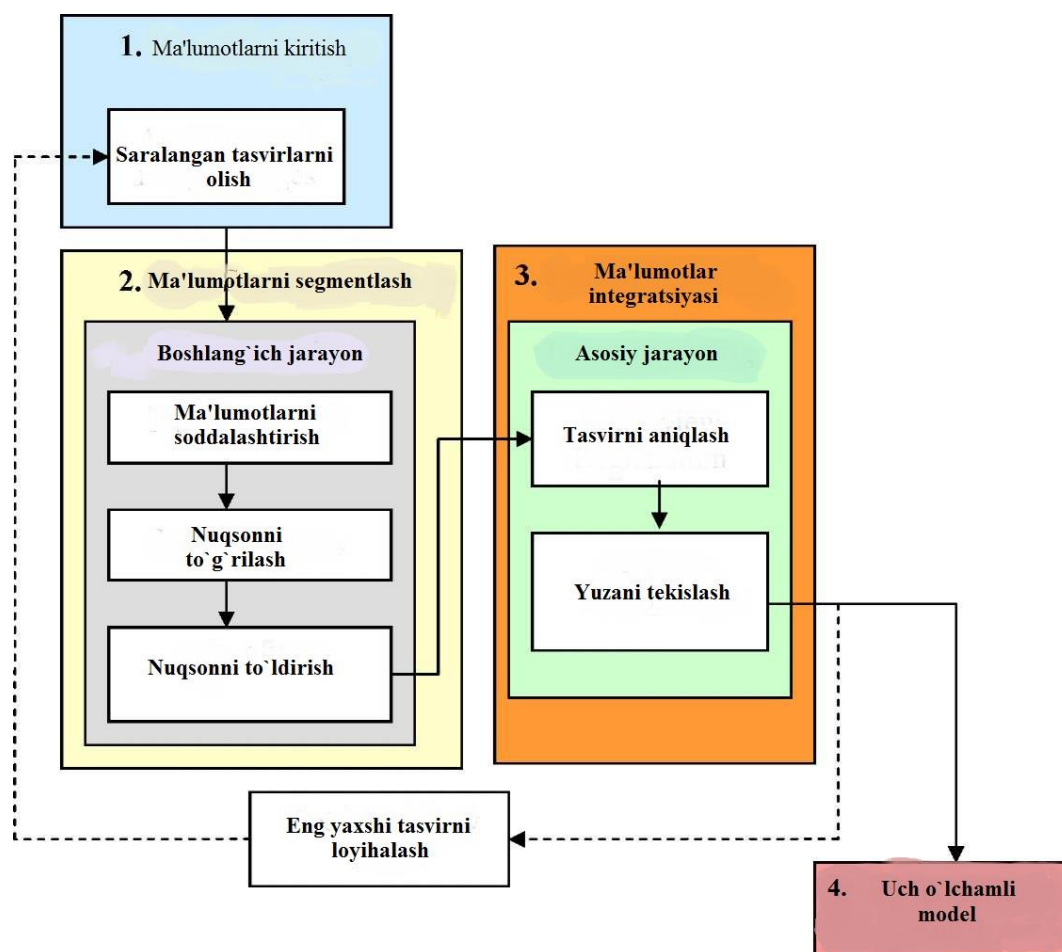 1. Ma'lumotlarni kiritish
Saralangan tasvirlarni
olish
2. Ma'lumotlarni segmentlash
Boshlang`ich jarayon
Ma'lumotlarni
soddalashtirish
Nuqsonni
to`g`rilash
Nuqsonni to`ldirish
3. Ma'lumotlar
integratsiyasi
Asosiy jarayon
Tasvirni aniqlash
Yuzani tekislash
Eng yaxshi tasvirni
loyihalash
4. Uch o`lchamli
model